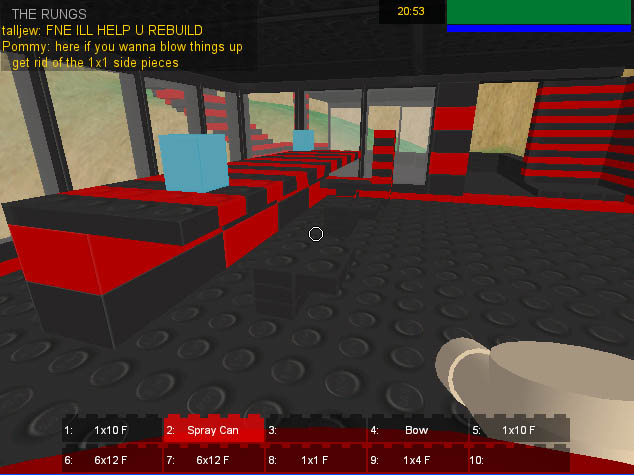 THE RUNGS
20:53
talljew: FNE ILL HELP U REBUILD
Pommy: here if you wanna blow things up
get rid of the 1x1 side pieces
1: 1x10 F 2: Spray Can 3: 4: Bow 5: 1x10 F
6: 6x12 F 7: 6x12 F 8: 1x1 F 9: 1x4 F 10: